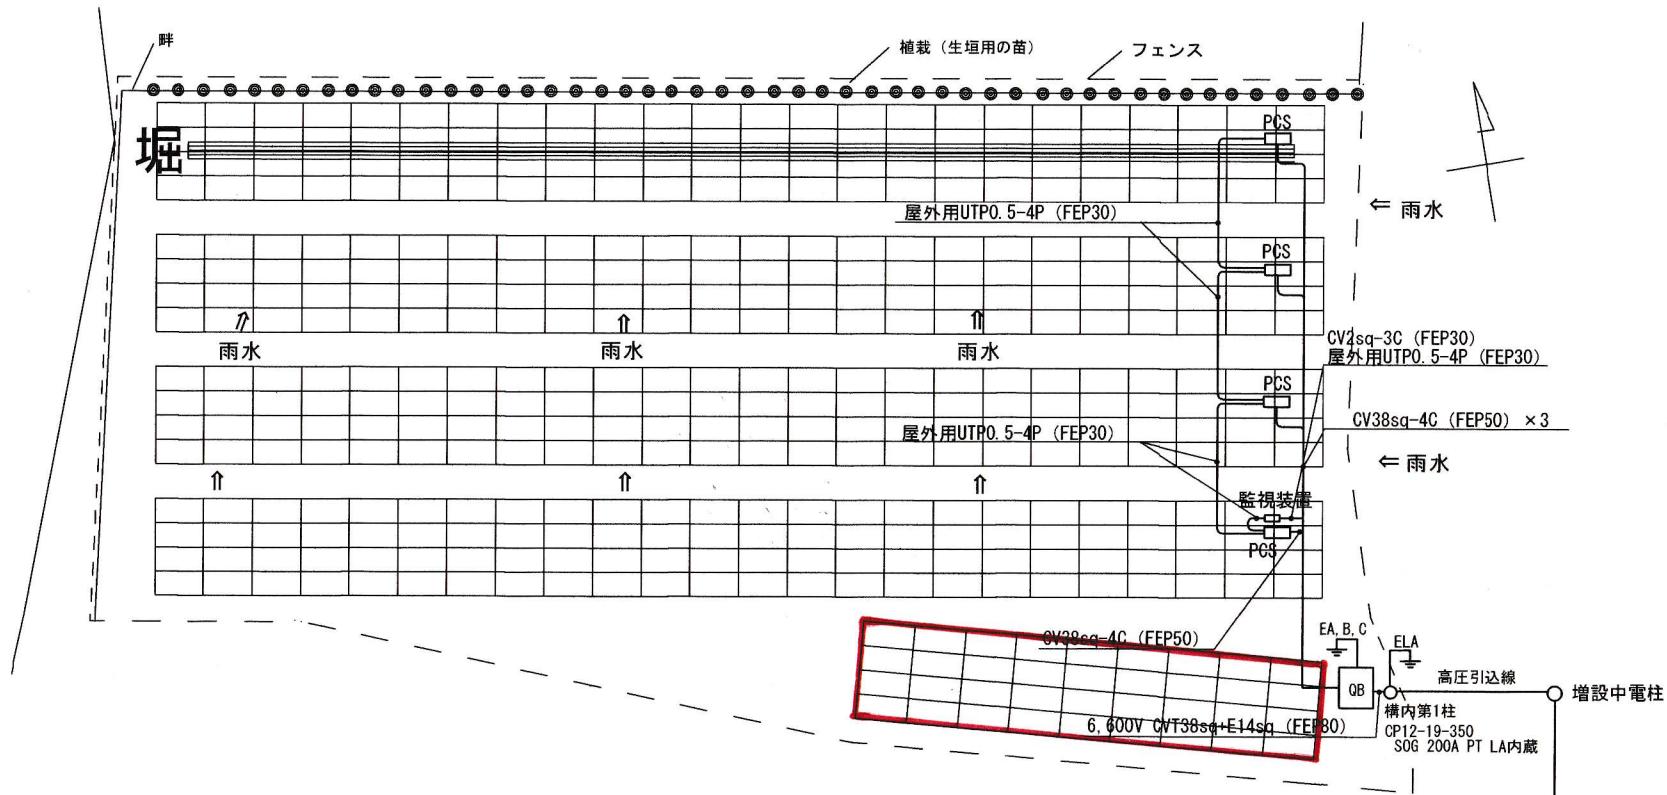 畔
植栽（生垣用の苗）
フェンス
堀
PCS
屋外用UTP0.5-4P (FEP30)
⇐ 雨水
PCS
雨水
雨水
雨水
CV2sq-3C (FEP30)
屋外用UTP0.5-4P (FEP30)
PCS
CV38sq-4C (FEP50) ×3
屋外用UTP0.5-4P (FEP30)
⇐ 雨水
監視装置
PCS
CV38sq-4C (FEP50)
EA,B,C
ELA
QB
高圧引込線
増設中電柱
構内第1柱
CP12-19-350
SOG 200A PT LA内蔵
6,600V CVT38sq+E14sq (FEP80)